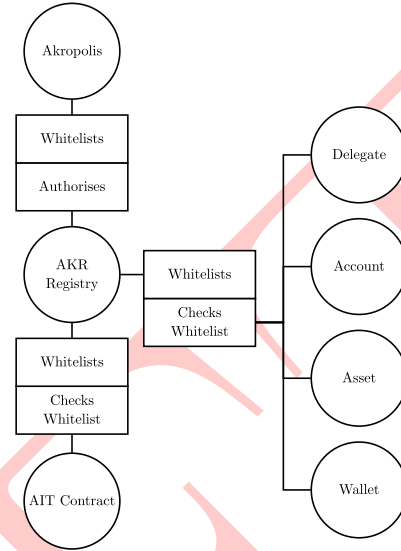 Akropolis
Whitelists
Authorises
AKR
Registry
Whitelists
Checks
Whitelist
AIT Contract
Whitelists
Checks
Whitelist
Delegate
Account
Asset
Wallet